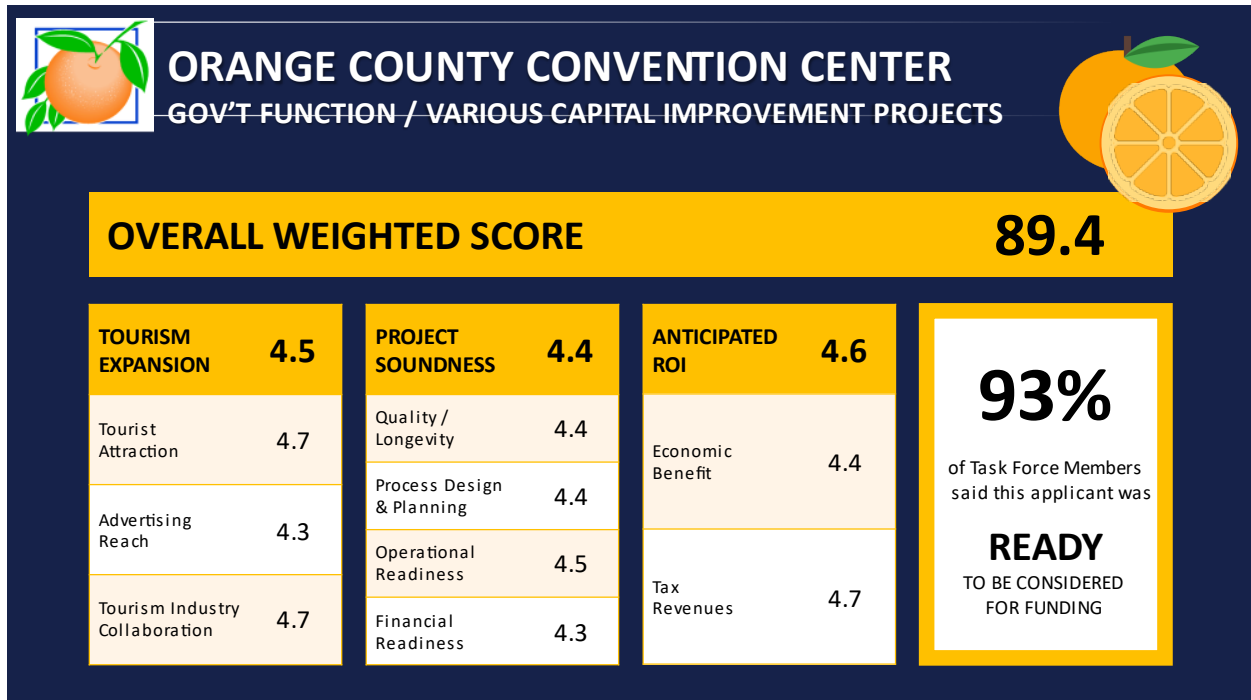 ORANGE COUNTY CONVENTION CENTER
GOV'T FUNCTION / VARIOUS CAPITAL IMPROVEMENT PROJECTS
OVERALL WEIGHTED SCORE 89.4
TOURISM
EXPANSION
4.5
Tourist
Attraction
4.7
Advertising
Reach
4.3
Tourism Industry
Collaboration
4.7
PROJECT
SOUNDNESS
4.4
Quality /
Longevity
4.4
Process Design
& Planning
4.4
Operational
Readiness
4.5
Financial
Readiness
4.3
ANTICIPATED
ROI
4.6
Economic
Benefit
4.4
Tax
Revenues
4.7
93%
of Task Force Members
said this applicant was
READY
TO BE CONSIDERED
FOR FUNDING